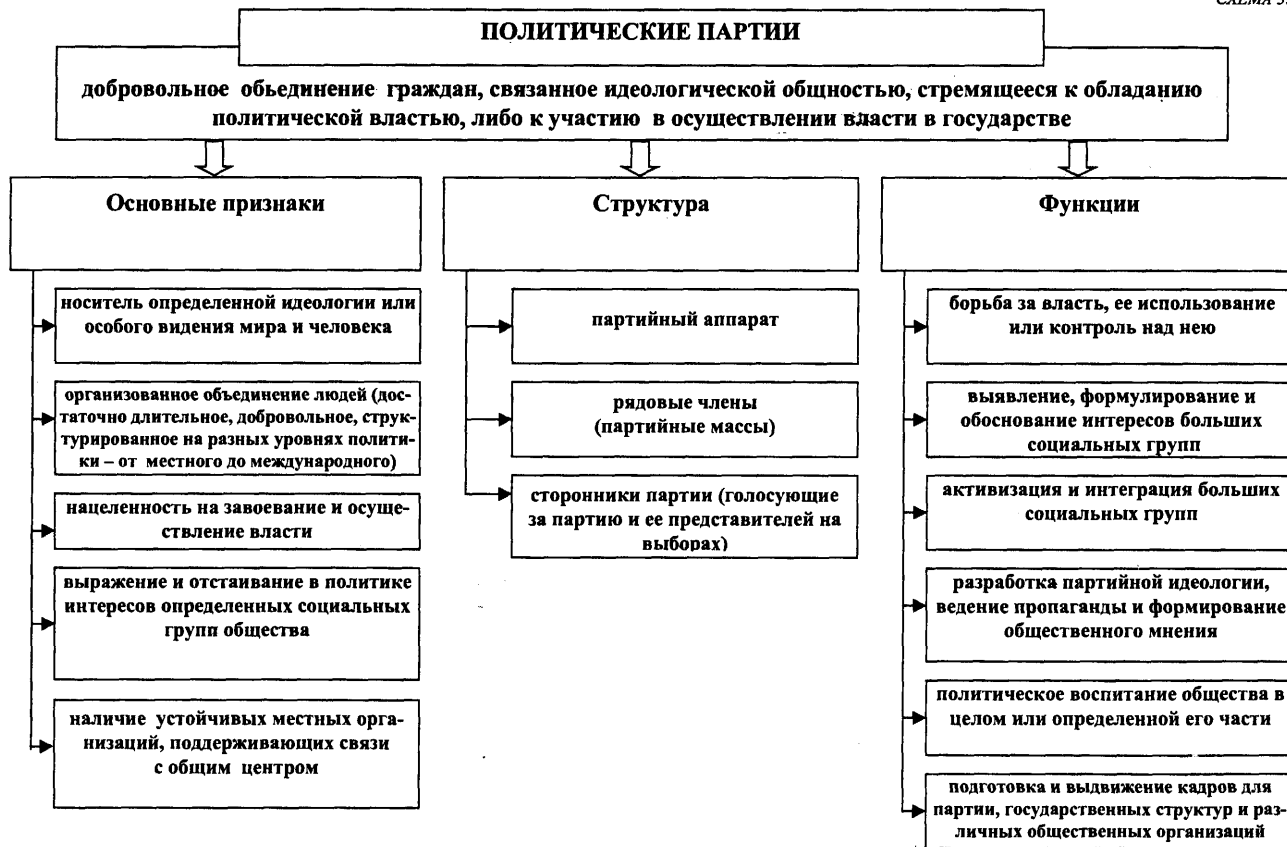 СХЕМА
ПОЛИТИЧЕСКИЕ ПАРТИИ
добровольное обьединение граждан, связанное идеологической общностью, стремящееся к обладанию
политической властью, либо к участию в осуществлении власти в государстве
Основные признаки
носитель определенной идеологии или
особого видения мира и человека
организованное объединение людей (дос-
таточно длительное, добровольное, струк-
турированное на разных уровнях полити-
ки – от местного до международного)
нацеленность на завоевание и осуще-
ствление власти
выражение и отстаивание в политике
интересов определенных социальных
групп общества
наличие устойчивых местных орга-
низаций, поддерживающих связи
с общим центром
Структура
партийный аппарат
рядовые члены
(партийные массы)
сторонники партии (голосующие
за партию и ее представителей на
выборах)
Функции
борьба за власть, ее использование
или контроль над нею
выявление, формулирование и
обоснование интересов больших
социальных групп
активизация и интеграция больших
социальных групп
разработка партийной идеологии,
ведение пропаганды и формирование
общественного мнения
политическое воспитание общества в
целом или определенной его части
подготовка и выдвижение кадров для
партии, государственных структур и раз-
личных общественных организаций